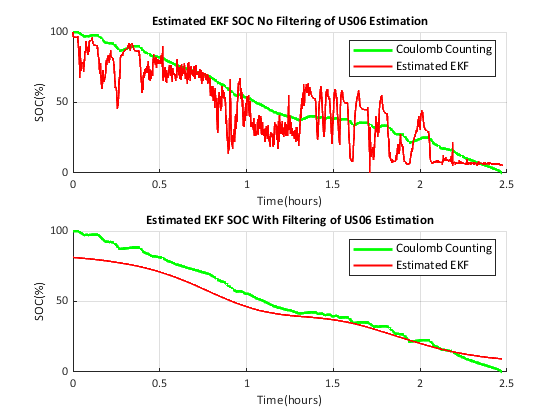 Estimated EKF SOC No Filtering of US06 Estimation
100
50
0
SOC(%)
Coulomb Counting
Estimated EKF
0 0.5 1 1.5 2 2.5
Time(hours)
Estimated EKF SOC With Filtering of US06 Estimation
100
50
0
SOC(%)
Coulomb Counting
Estimated EKF
0 0.5 1 1.5 2 2.5
Time(hours)